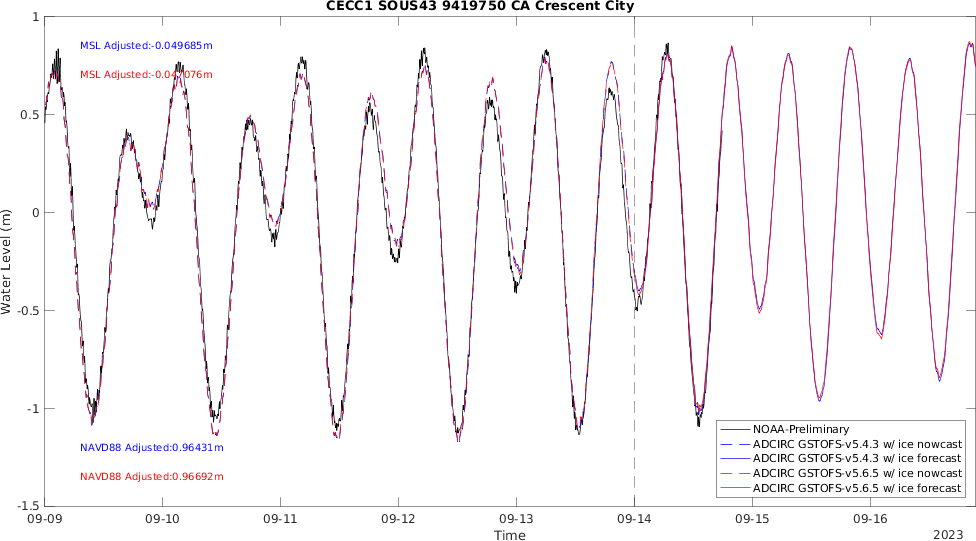 CECC1 SOUS43 9419750 CA Crescent City
1
MSL Adjusted:-0.049685m
MSL Adjusted:-0.047076m
0.5
0
Water Level (m)
-0.5
-1
NAVD88 Adjusted:0.96431m
NAVD88 Adjusted:0.96692m
-1.5
NOAA-Preliminary
ADCIRC GSTOFS-v5.4.3 w/ ice nowcast
ADCIRC GSTOFS-v5.4.3 w/ ice forecast
ADCIRC GSTOFS-v5.6.5 w/ ice nowcast
ADCIRC GSTOFS-v5.6.5 w/ ice forecast
09-09 09-10 09-11 09-12 09-13 09-14 09-15 09-16
Time
2023